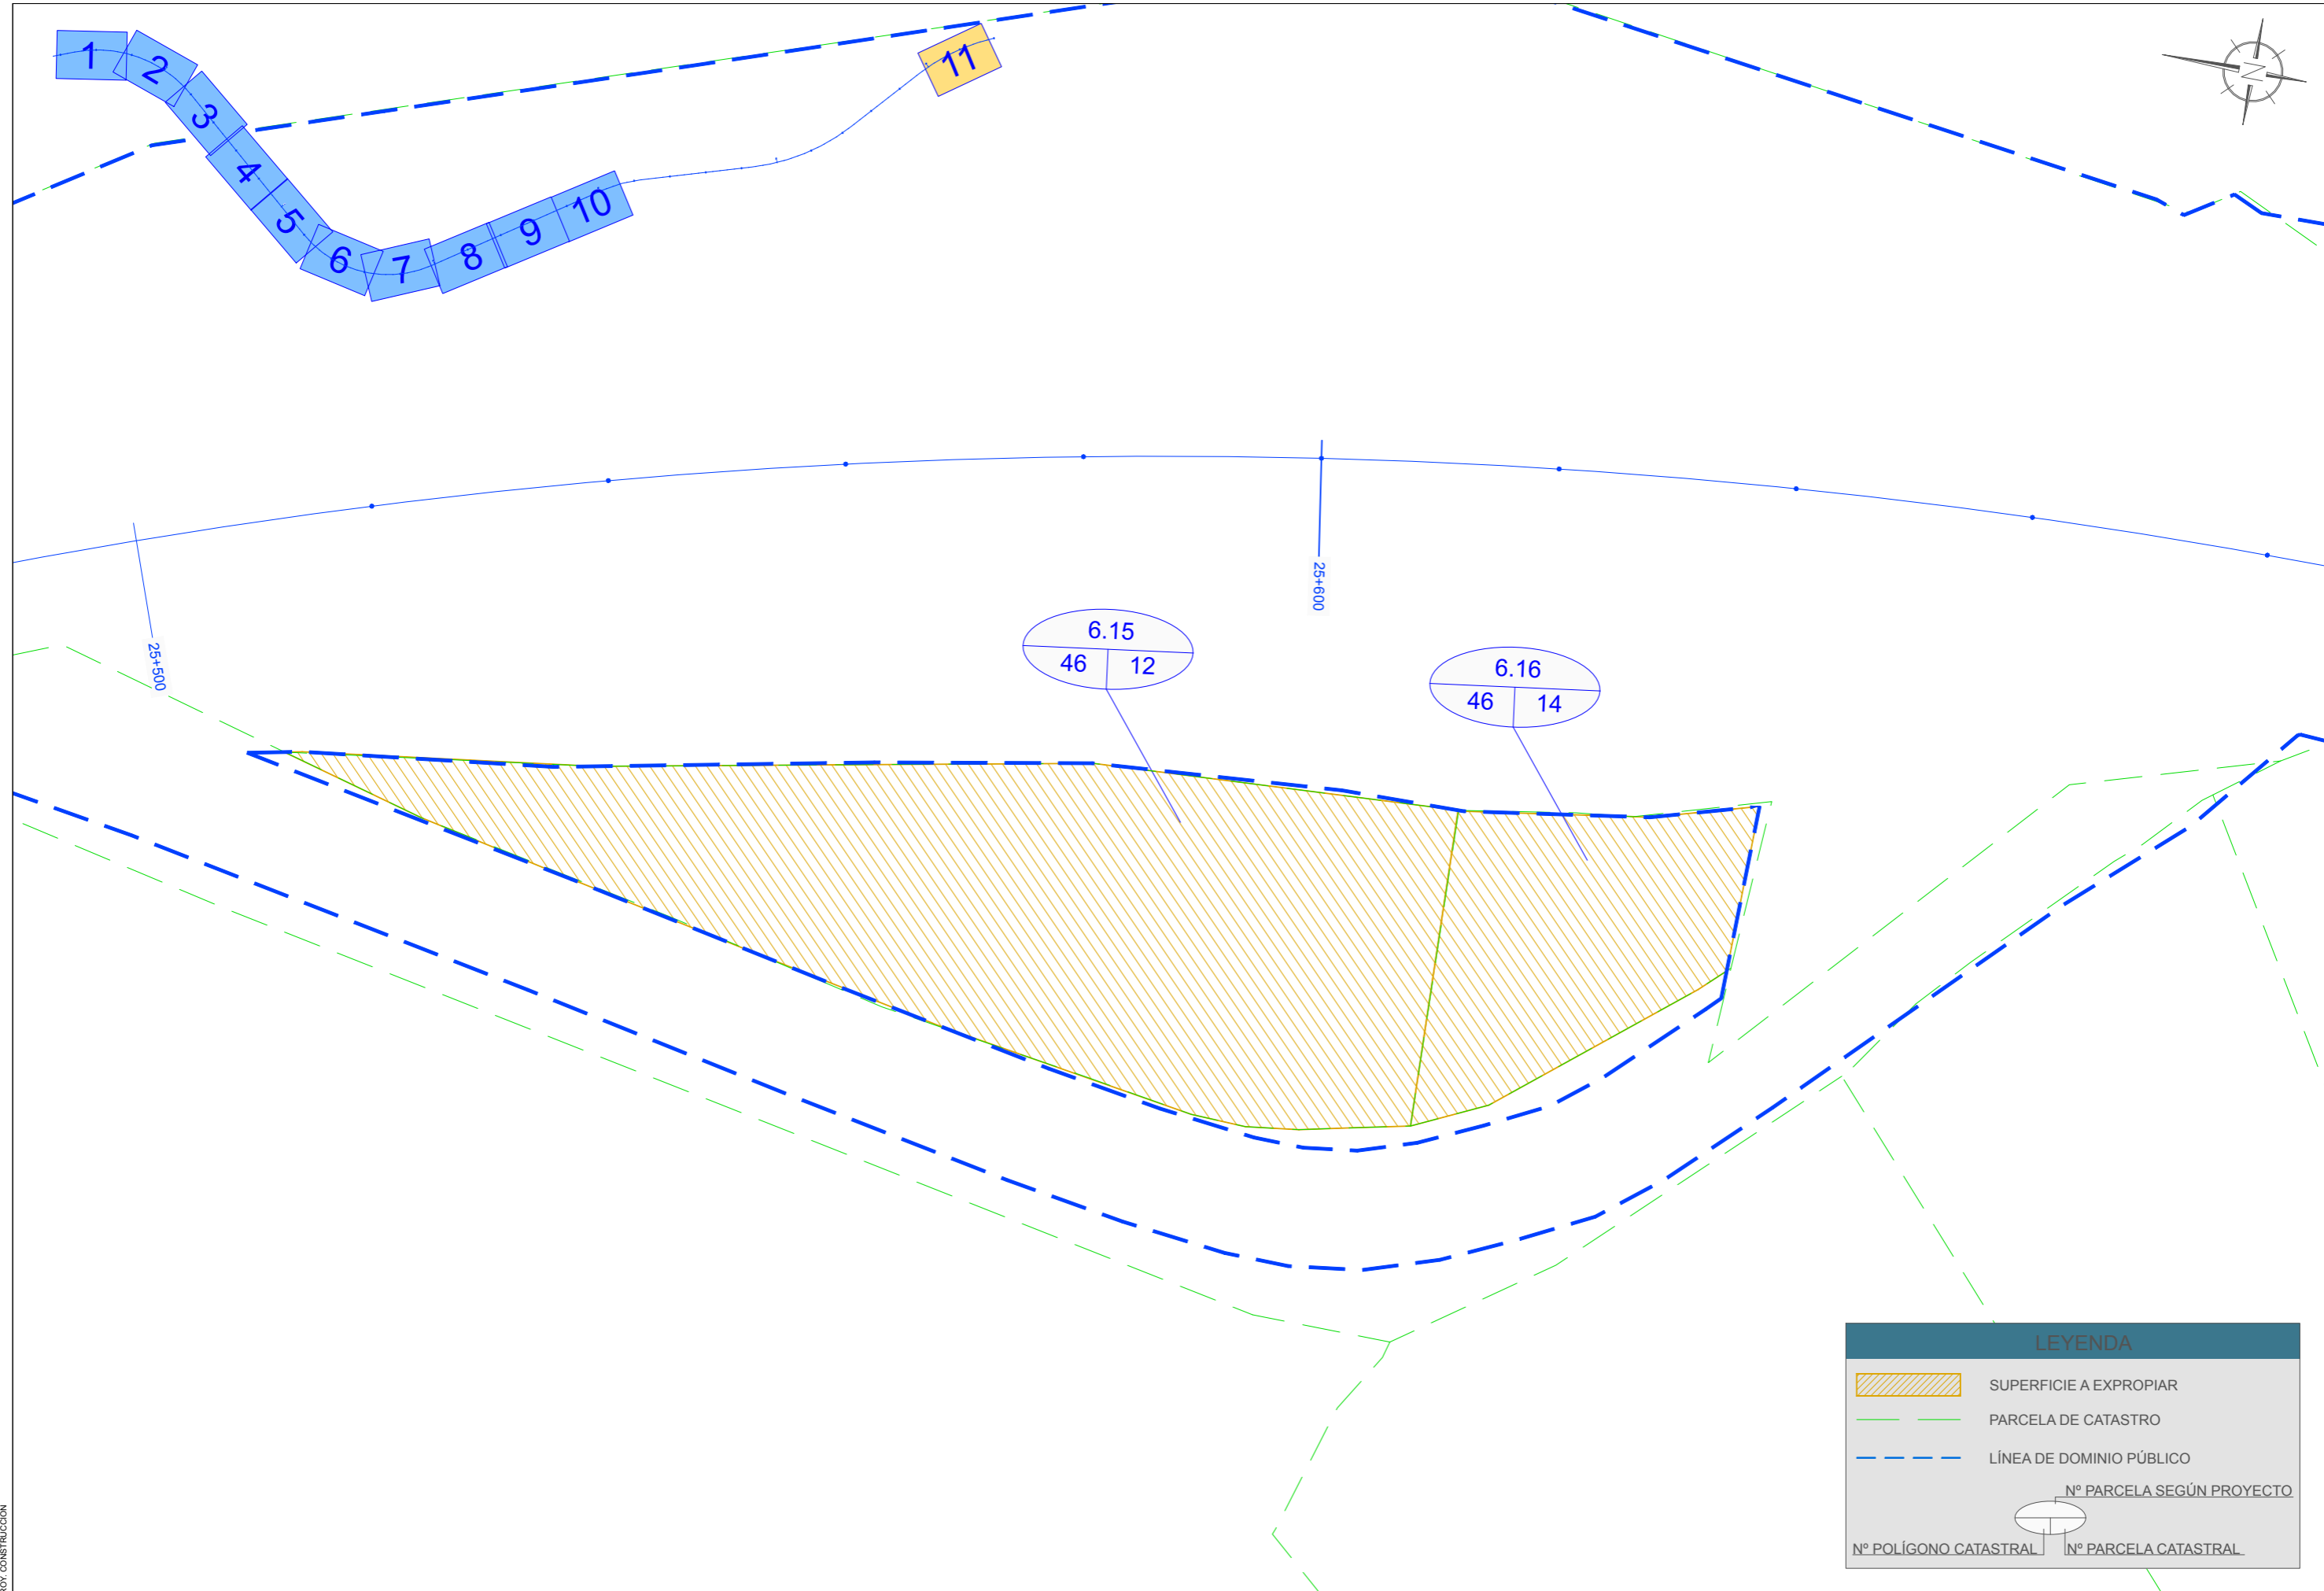 1
2
3
4
5
6
7
8
9
10
11
N
25+500
25+600
6.15
46 12
6.16
46 14
LEYENDA
SUPERFICIE A EXPROPIAR
PARCELA DE CATASTRO
LÍNEA DE DOMINIO PÚBLICO
Nº PARCELA SEGÚN PROYECTO
Nº POLÍGONO CATASTRAL Nº PARCELA CATASTRAL
ROY. CONSTRUCCION